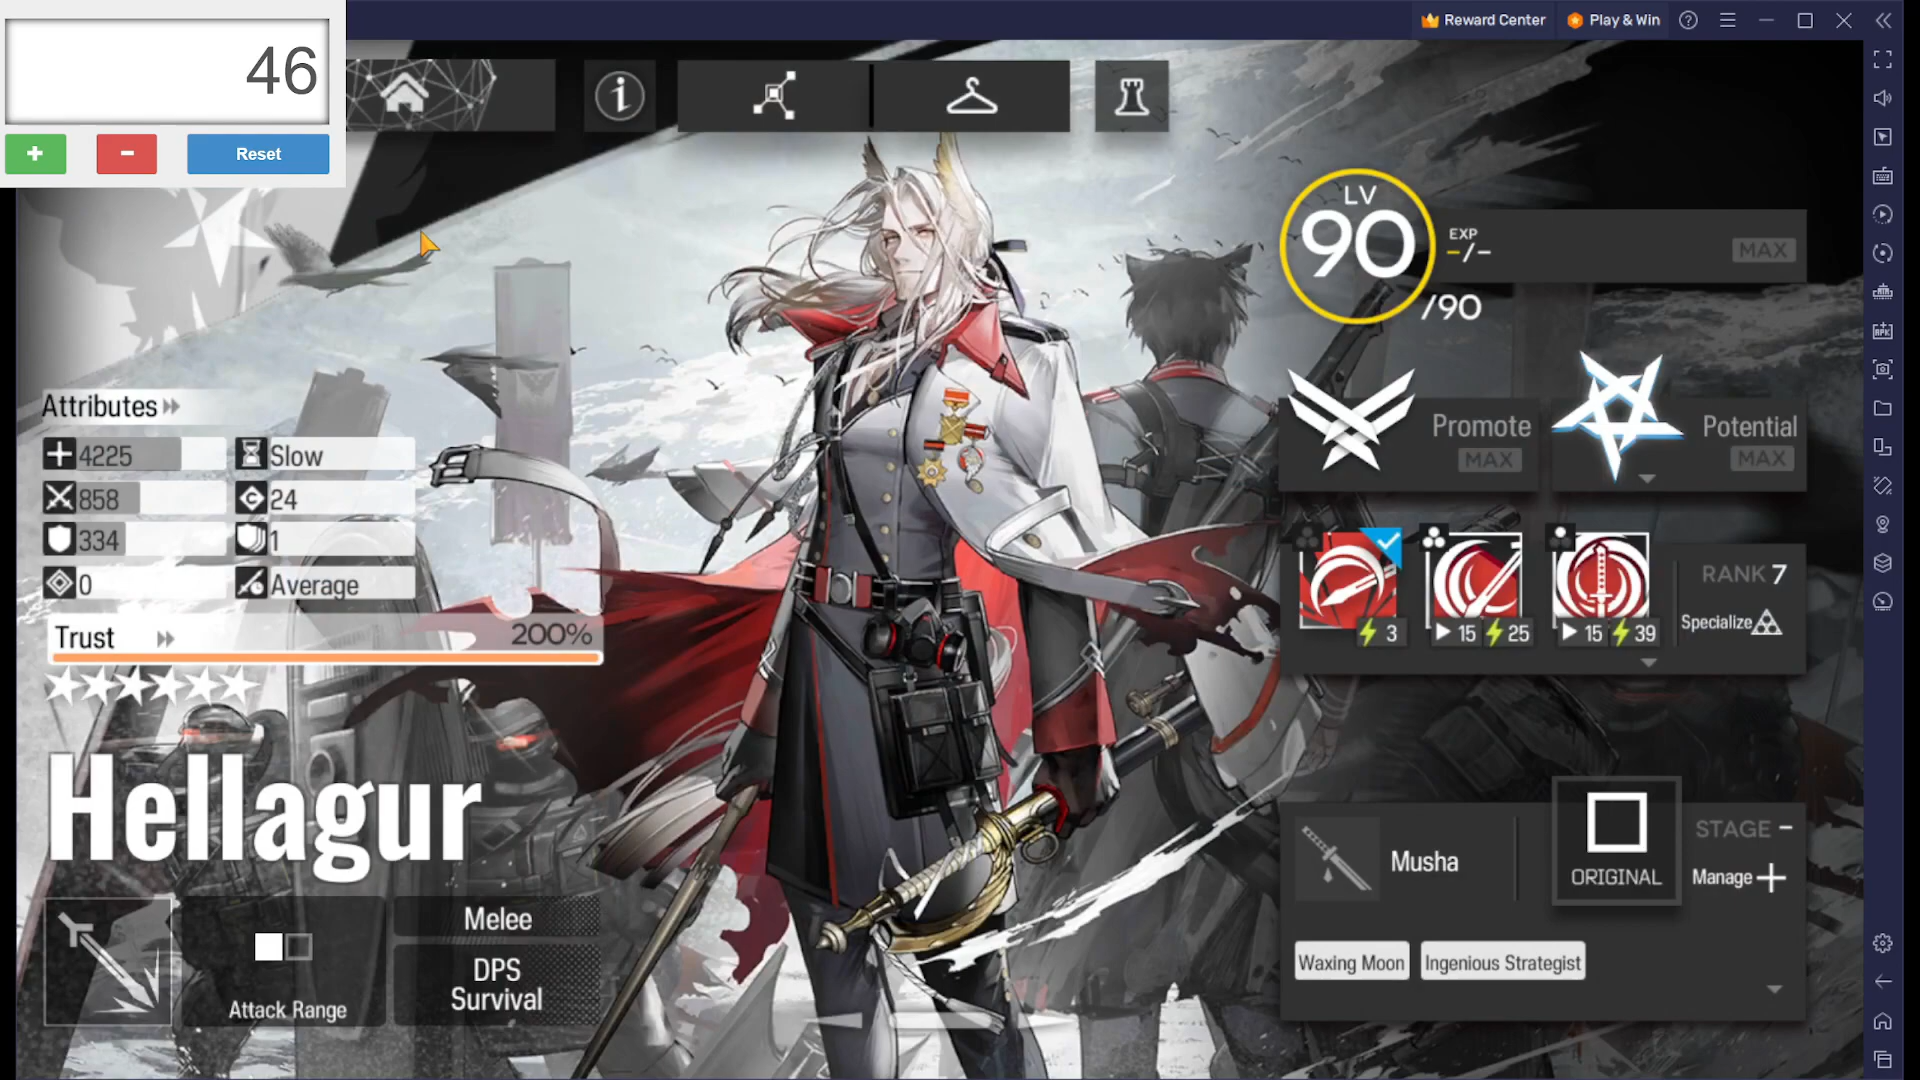 Reward Center
Play & Win
46
+
-
Reset
LV
90
/90
EXP
-/-
MAX
Attributes
4225
Slow
858
24
334
1
0
Average
Trust
200%
Promote
MAX
Potential
MAX
3
15
25
15
39
RANK 7
Specialize
Hellagur
Attack Range
Melee
DPS
Survival
Musha
ORIGINAL
STAGE -
Manage +
Waxing Moon
Ingenious Strategist